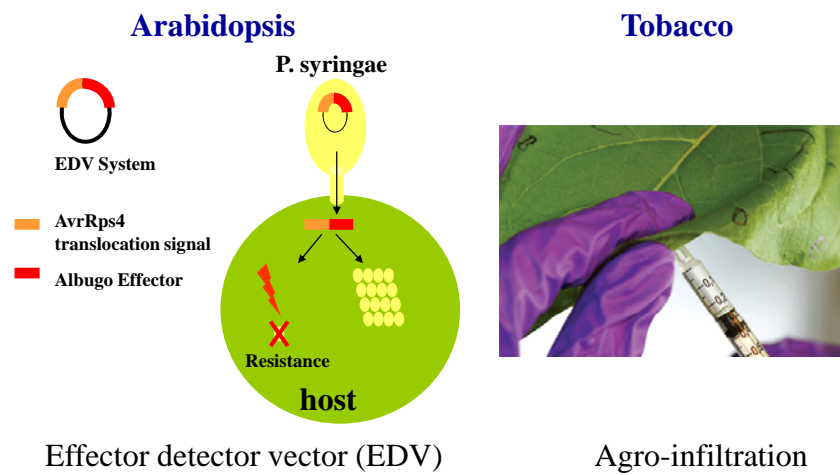 Arabidopsis
Tobacco
P. syringae
EDV System
AvrRps4
translocation signal
Albugo Effector
Resistance
host
Effector detector vector (EDV)
Agro-infiltration